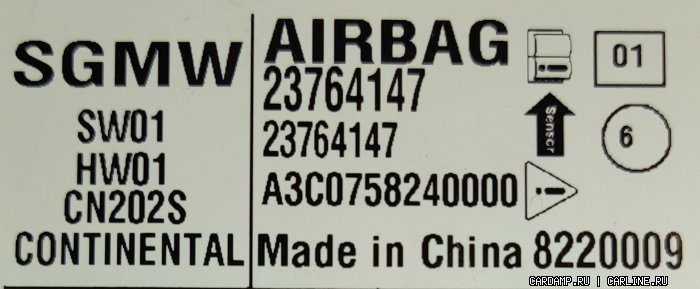 SGMW
SW01
HW01
CN202S
CONTINENTAL
AIRBAG
23764147
23764147
A3C0758240000
Made in China 8220009
01
Sensor
6
CARDAMP.RU | CARLINE.RU